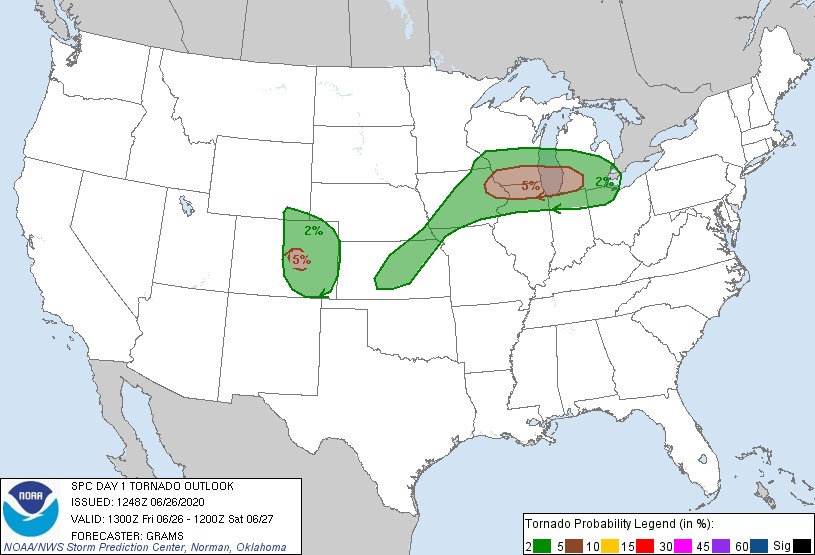 2%
5%
5%
2%
NOAA
SPC DAY 1 TORNADO OUTLOOK
ISSUED: 1248Z 06/26/2020
VALID: 1300Z Fri 06/26 - 1200Z Sat 06/27
FORECASTER: GRAMS
NOAA/NWS Storm Prediction Center, Norman, Oklahoma
Tornado Probability Legend (in %):
2 5 10 15 30 45 60 Sig